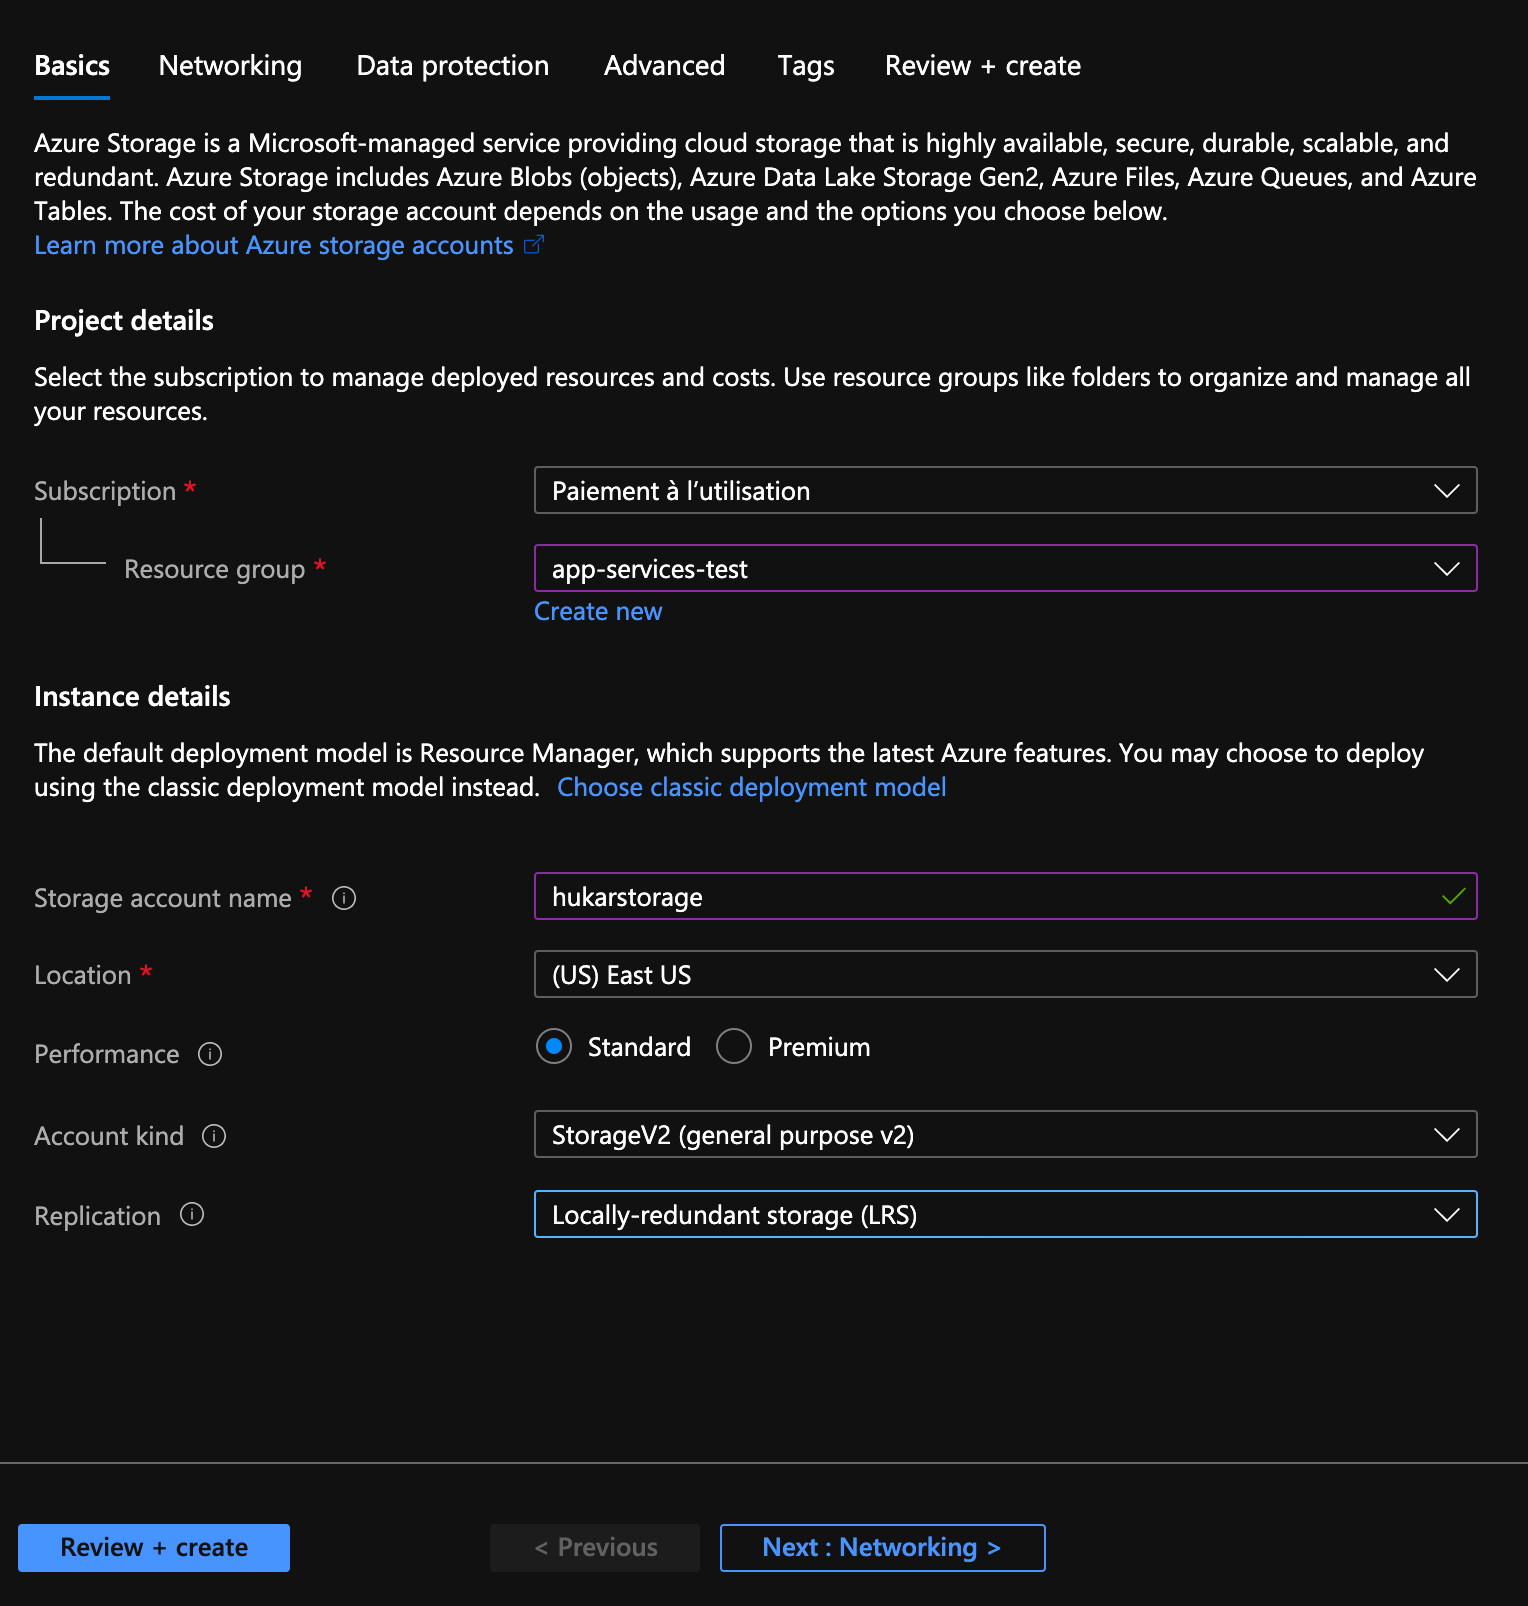 Basics Networking Data protection Advanced Tags Review + create
Azure Storage is a Microsoft-managed service providing cloud storage that is highly available, secure, durable, scalable, and
redundant. Azure Storage includes Azure Blobs (objects), Azure Data Lake Storage Gen2, Azure Files, Azure Queues, and Azure
Tables. The cost of your storage account depends on the usage and the options you choose below.
Learn more about Azure storage accounts
Project details
Select the subscription to manage deployed resources and costs. Use resource groups like folders to organize and manage all
your resources.
Subscription * Paiement à l’utilisation
Resource group * app-services-test
Create new
Instance details
The default deployment model is Resource Manager, which supports the latest Azure features. You may choose to deploy
using the classic deployment model instead. Choose classic deployment model
Storage account name * hukarstorage
Location * (US) East US
Performance Standard Premium
Account kind StorageV2 (general purpose v2)
Replication Locally-redundant storage (LRS)
Review + create < Previous Next : Networking >